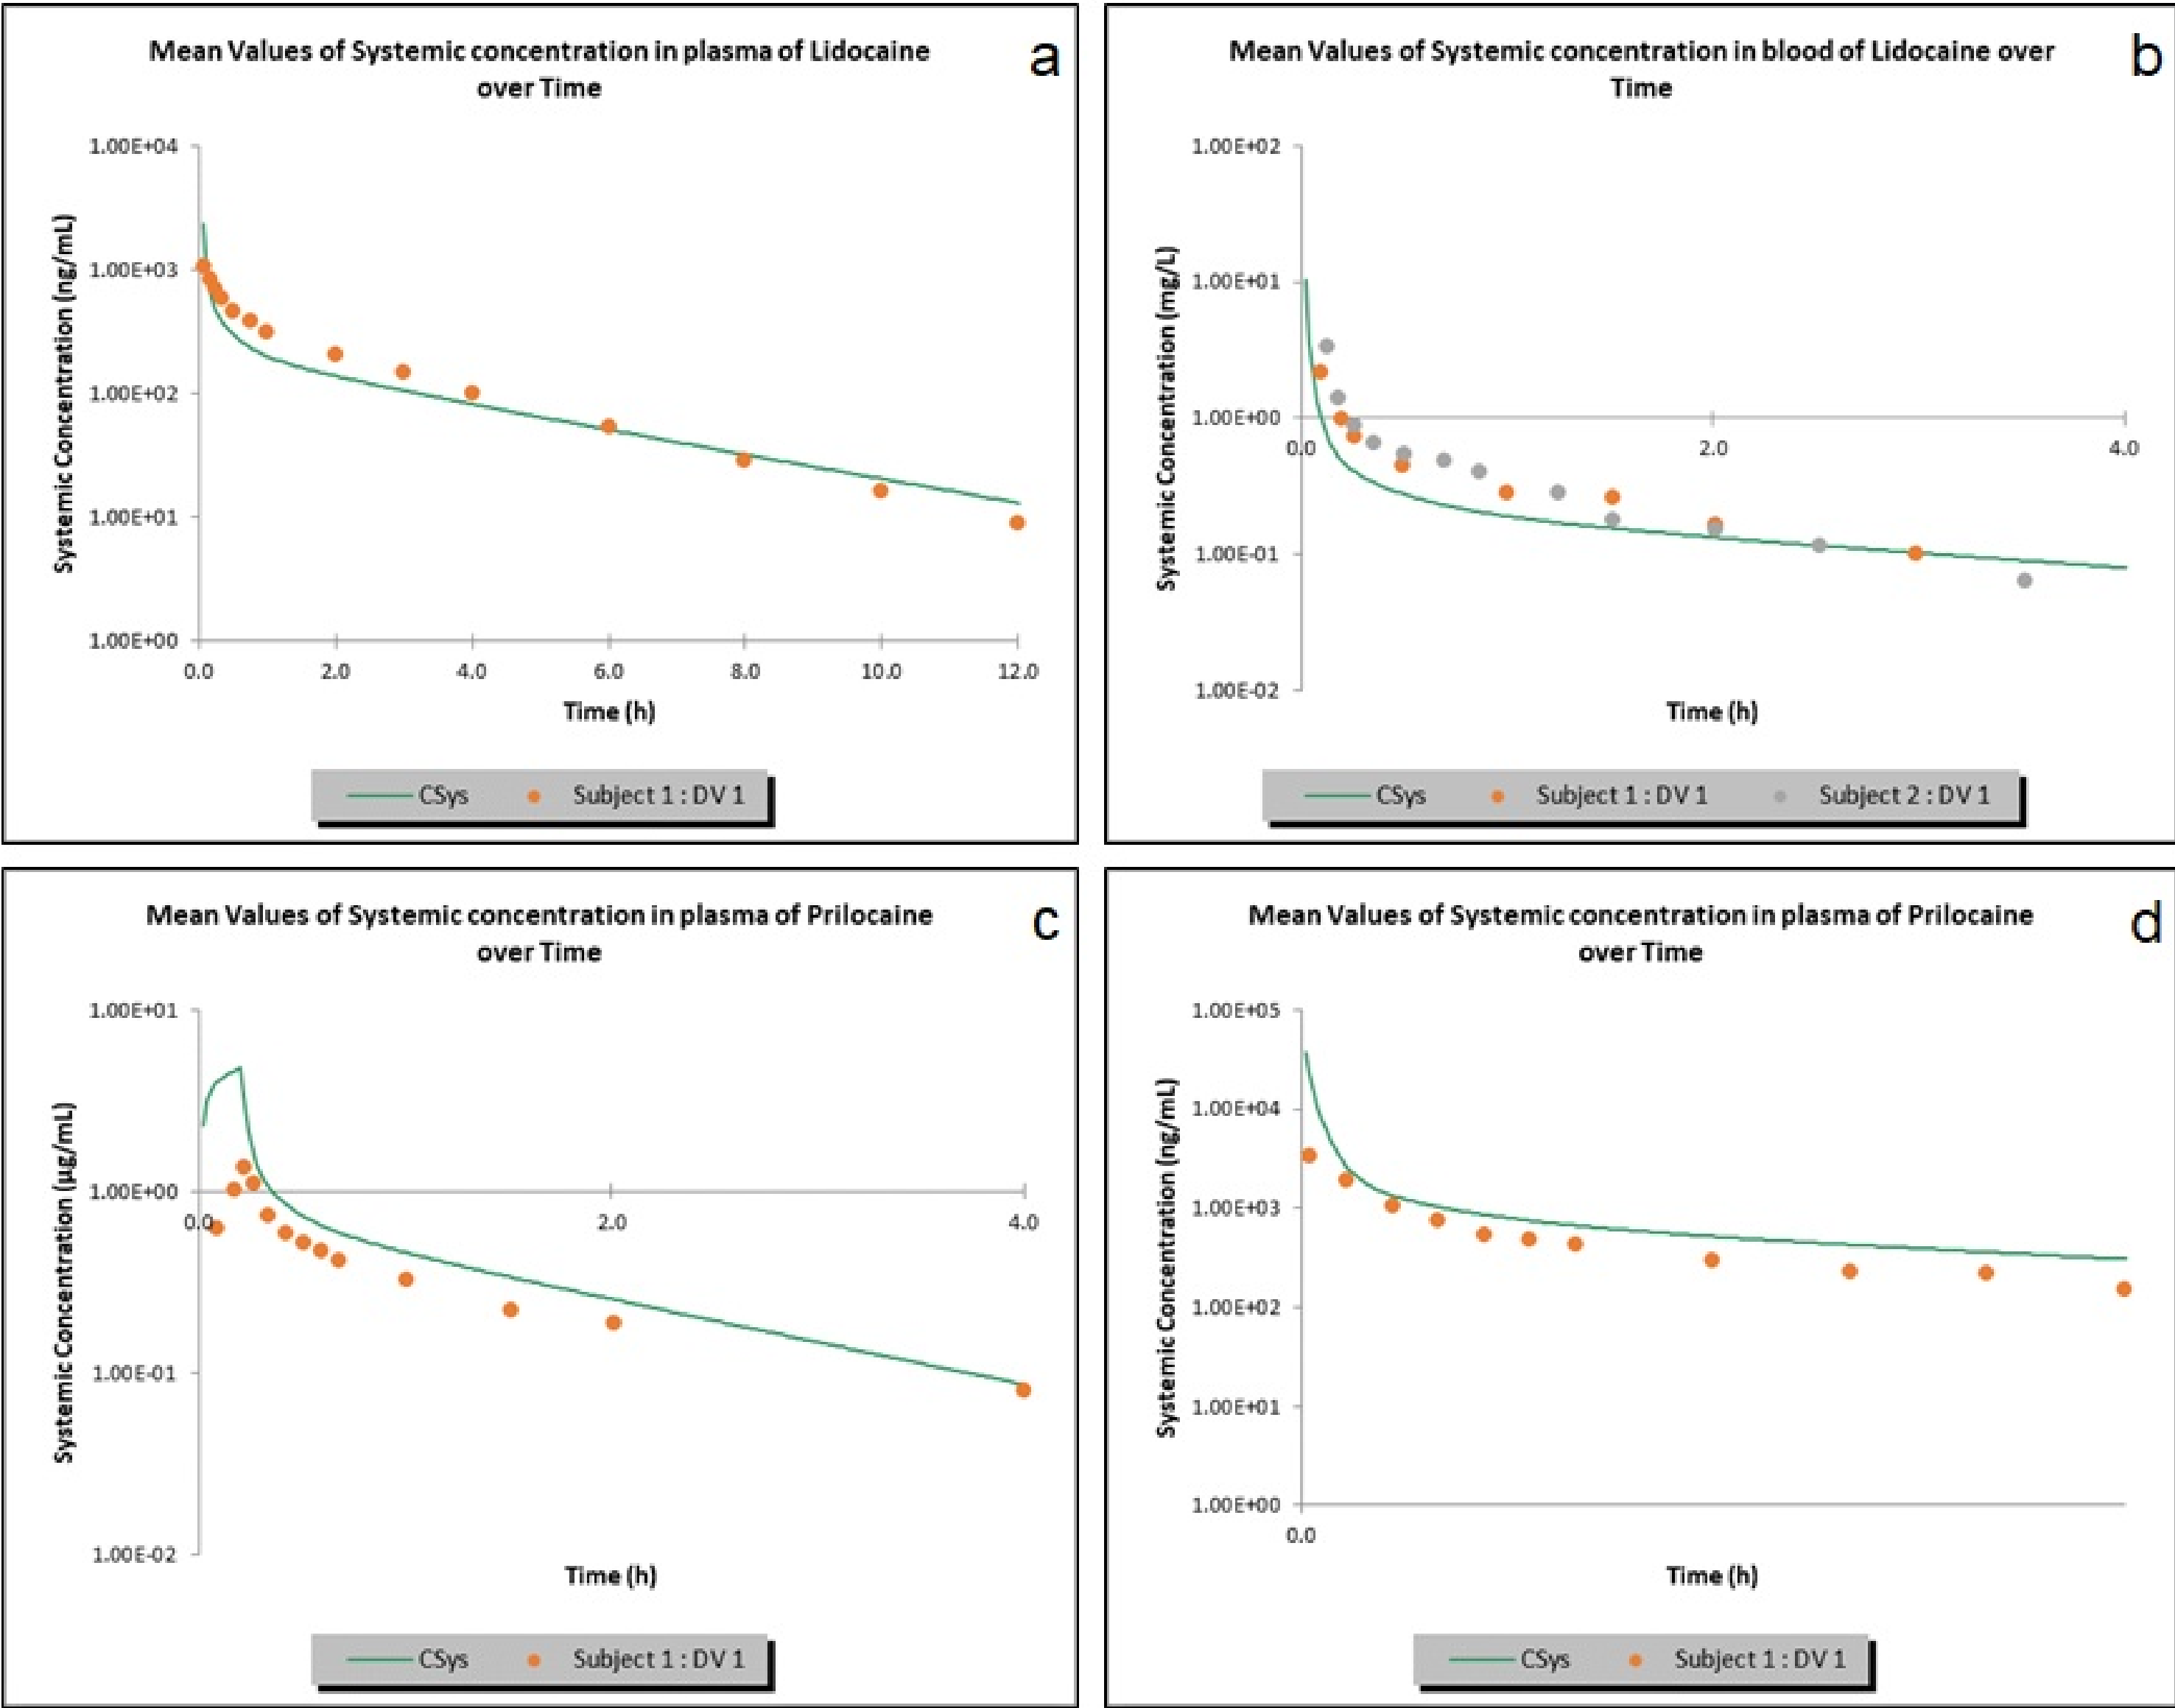 Mean Values of Systemic concentration in plasma of Lidocaine
over Time
a
1.00E+04
1.00E+03
1.00E+02
1.00E+01
1.00E+00
Systemic Concentration (ng/mL)
0.0 2.0 4.0 6.0 8.0 10.0 12.0
Time (h)
CSys Subject 1 : DV 1
Mean Values of Systemic concentration in blood of Lidocaine over
Time
b
1.00E+02
1.00E+01
1.00E+00
1.00E-01
1.00E-02
Systemic Concentration (mg/L)
0.0 2.0 4.0
Time (h)
CSys Subject 1 : DV 1 Subject 2 : DV 1
Mean Values of Systemic concentration in plasma of Prilocaine
over Time
c
1.00E+01
1.00E+00
1.00E-01
1.00E-02
Systemic Concentration (µg/mL)
0.0 2.0 4.0
Time (h)
CSys Subject 1 : DV 1
Mean Values of Systemic concentration in plasma of Prilocaine
over Time
d
1.00E+05
1.00E+04
1.00E+03
1.00E+02
1.00E+01
1.00E+00
Systemic Concentration (ng/mL)
0.0
Time (h)
CSys Subject 1 : DV 1